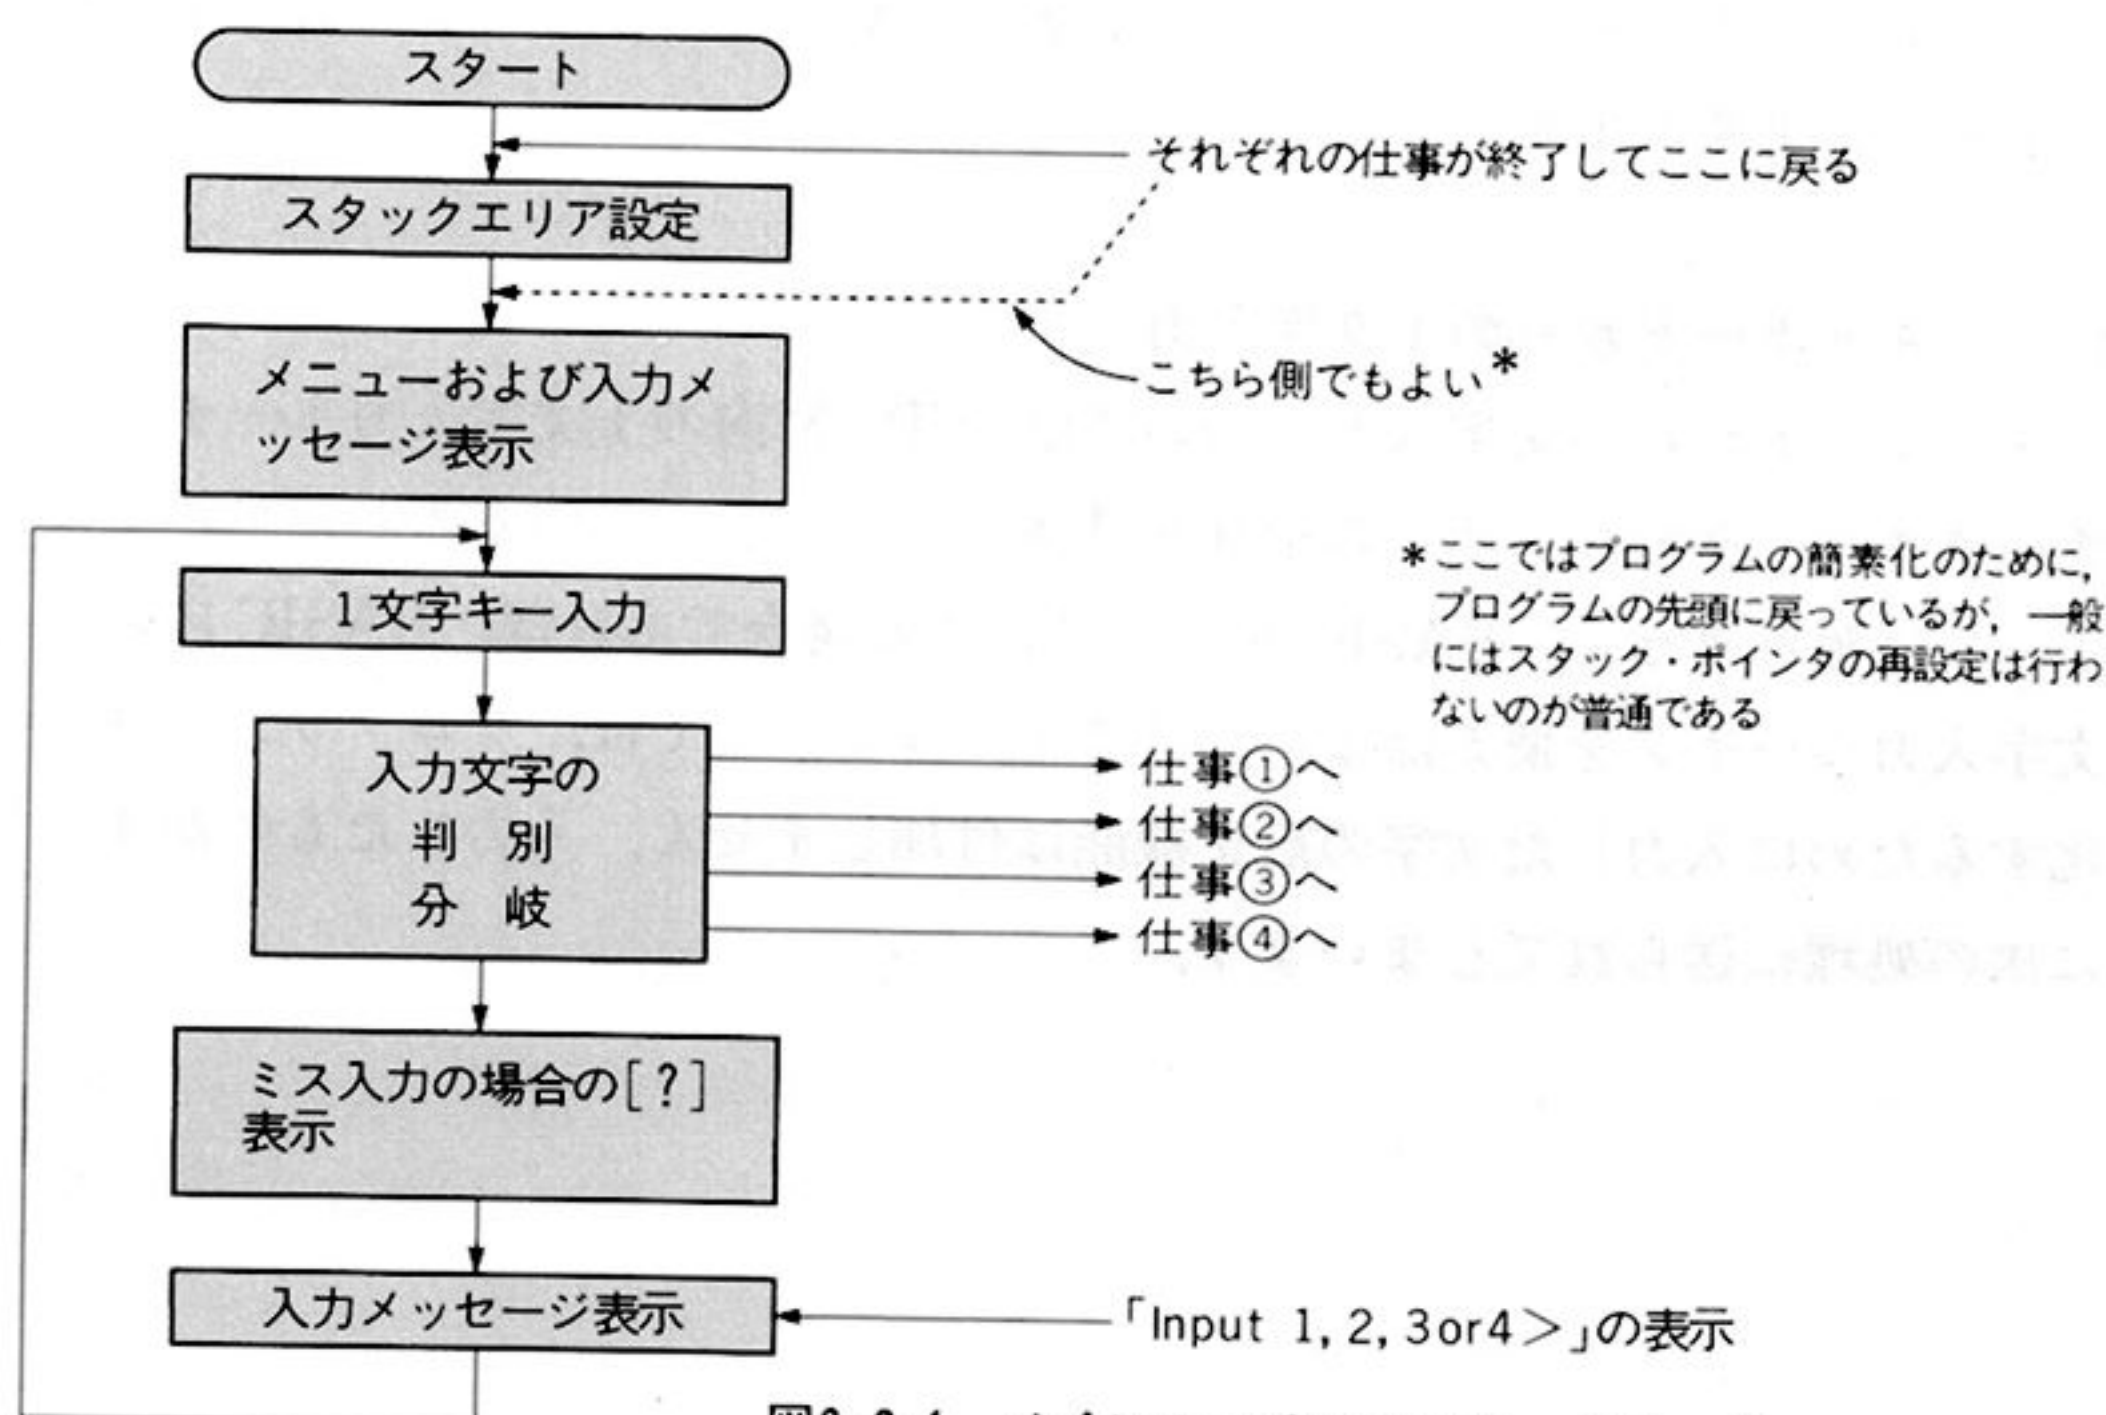 スタート
それぞれの仕事が終了してここに戻る
スタックエリア設定
メニューおよび入力メ
ッセージ表示
こちら側でもよい*
1文字キー入力
*ここではプログラムの簡素化のために,
プログラムの先頭に戻っているが, 一般
にはスタック・ポインタの再設定は行わ
ないのが普通である
入力文字の
判 別
分 岐
仕事①へ
仕事②へ
仕事③へ
仕事④へ
ミス入力の場合の[?]
表示
入力メッセージ表示
「Input 1, 2, 3or4>」の表示